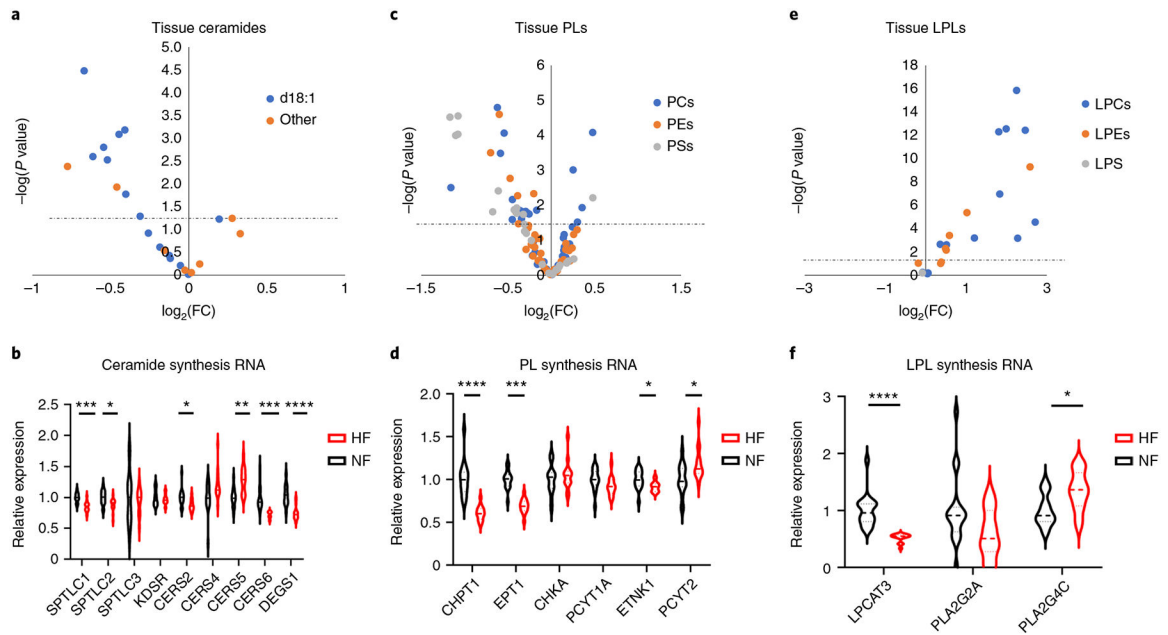 a
Tissue ceramides
5.0
4.5
4.0
3.5
3.0
2.5
2.0
1.5
1.0
0.5
0
−1
−0.5
0
0.5
1
−log(P value)
log2(FC)
d18:1
Other
c
Tissue PLs
6
5
4
3
2
1
0
−1.5
−0.5
0.5
1.5
−log(P value)
log2(FC)
PCs
PEs
PSs
e
Tissue LPLs
18
16
14
12
10
8
6
4
2
0
−3
−1
1
3
−log(P value)
log2(FC)
LPCs
LPEs
LPS
b
Ceramide synthesis RNA
2.5
2.0
1.5
1.0
0.5
0
Relative expression
*** * * ** *** ****
HF
NF
SPTLC1
SPTLC2
SPTLC3
KDSR
CERS2
CERS4
CERS5
CERS6
DEGS1
d
PL synthesis RNA
2.0
1.5
1.0
0.5
0
Relative expression
**** *** * *
HF
NF
CHPT1
EPT1
CHKA
PCYT1A
ETNK1
PCYT2
f
LPL synthesis RNA
3
2
1
0
Relative expression
**** *
HF
NF
LPCAT3
PLA2G2A
PLA2G4C